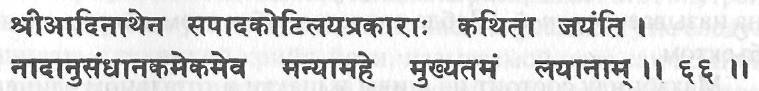 श्रीआदिनाथेन सपादकोटिलयप्रकाराः कथिता जयंति ।
नादानुसंधानकमेकमेव मन्यामहे मुख्यतमं लयानाम् ।। ६६ ।।